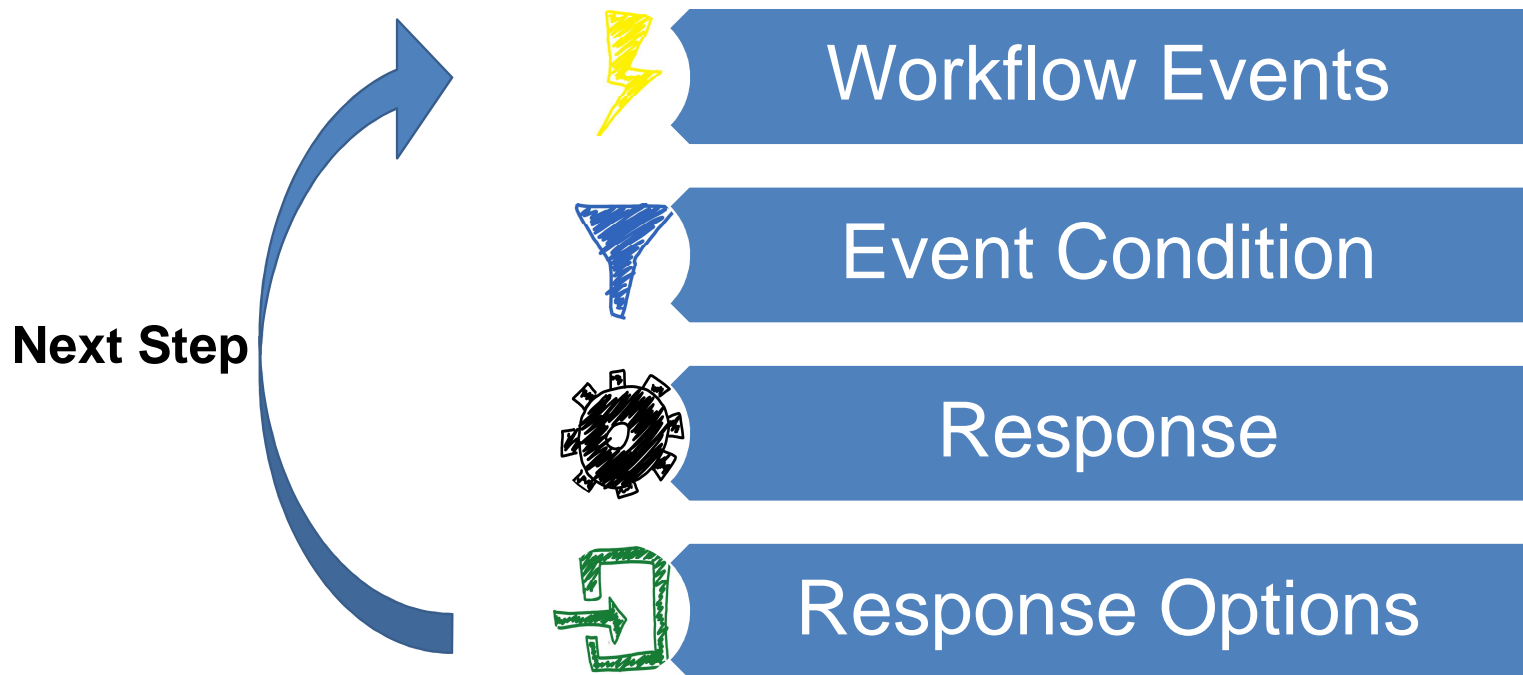 Workflow Events
Event Condition
Next Step
Response
Response Options